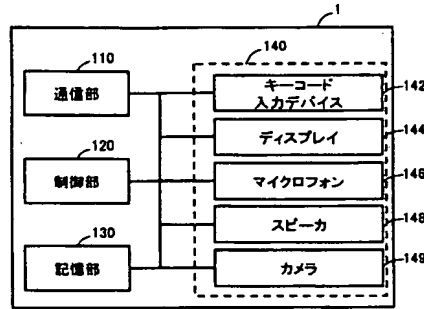 1
110
通信部
120
制御部
130
記憶部
140
キーコード
入力デバイス
142
ディスプレイ
144
マイクロフォン
146
スピーカ
148
カメラ
149